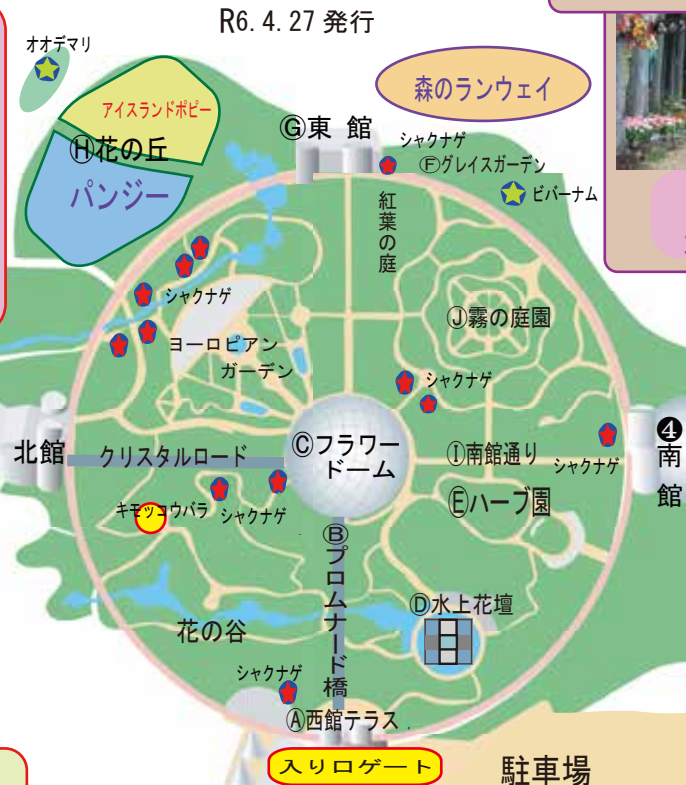 R6.4.27 発行
オオデマリ
アイスランドポピー
Ⓗ花の丘
パンジー
森のランウェイ
Ⓖ東 館
シャクナゲ
Ⓕグレイスガーデン
ビバーナム
紅葉の庭
シャクナゲ
Ⓙ霧の庭園
ヨーロピアン
ガーデン
シャクナゲ
北館
クリスタルロード
Ⓒフラワー
ドーム
Ⓘ南館通り
シャクナゲ
❹南館
Ⓔハーブ園
キモッコウバラ
シャクナゲ
Ⓑプロムナード橋
Ⓓ水上花壇
花の谷
シャクナゲ
Ⓐ西館テラス
入り口ゲート
駐車場